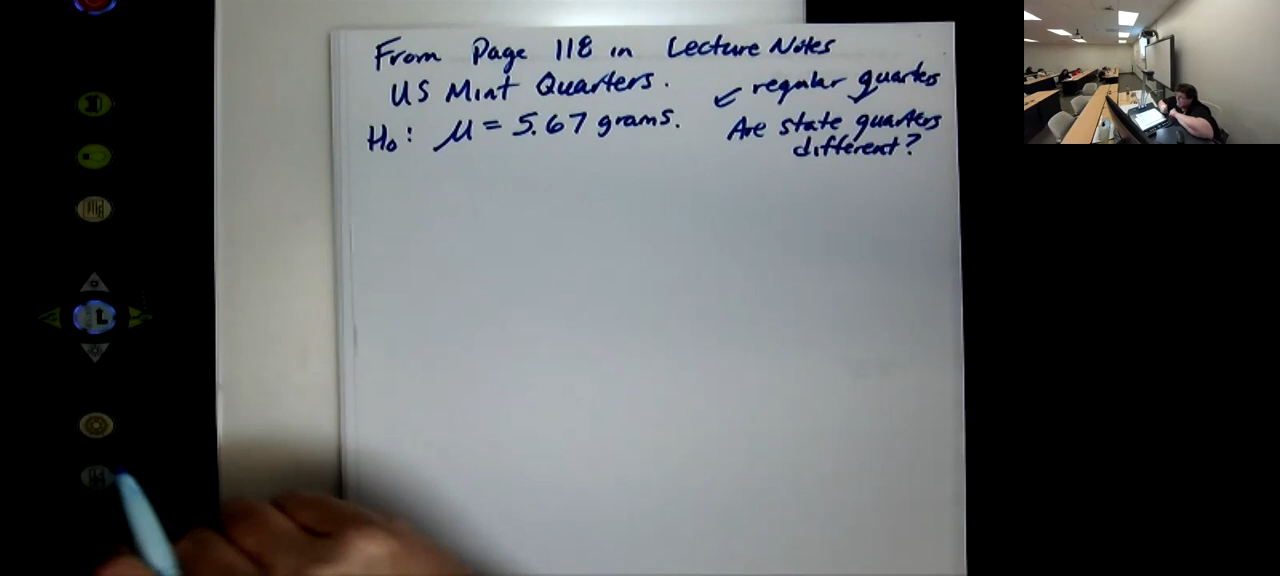 From Page 118 in Lecture Notes
US Mint Quarters.
↙ regular quarters
H₀: μ = 5.67 grams.
Are state quarters
different?